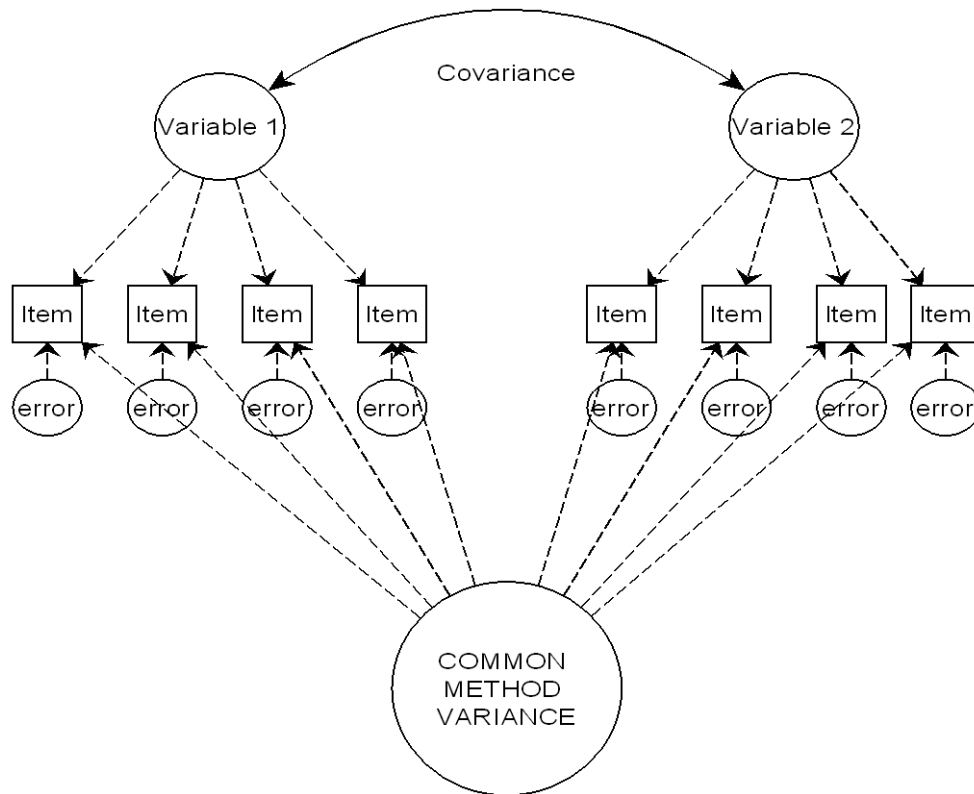 Covariance
Variable 1
Variable 2
Item
Item
Item
Item
Item
Item
Item
Item
error
error
error
error
error
error
error
error
COMMON
METHOD
VARIANCE